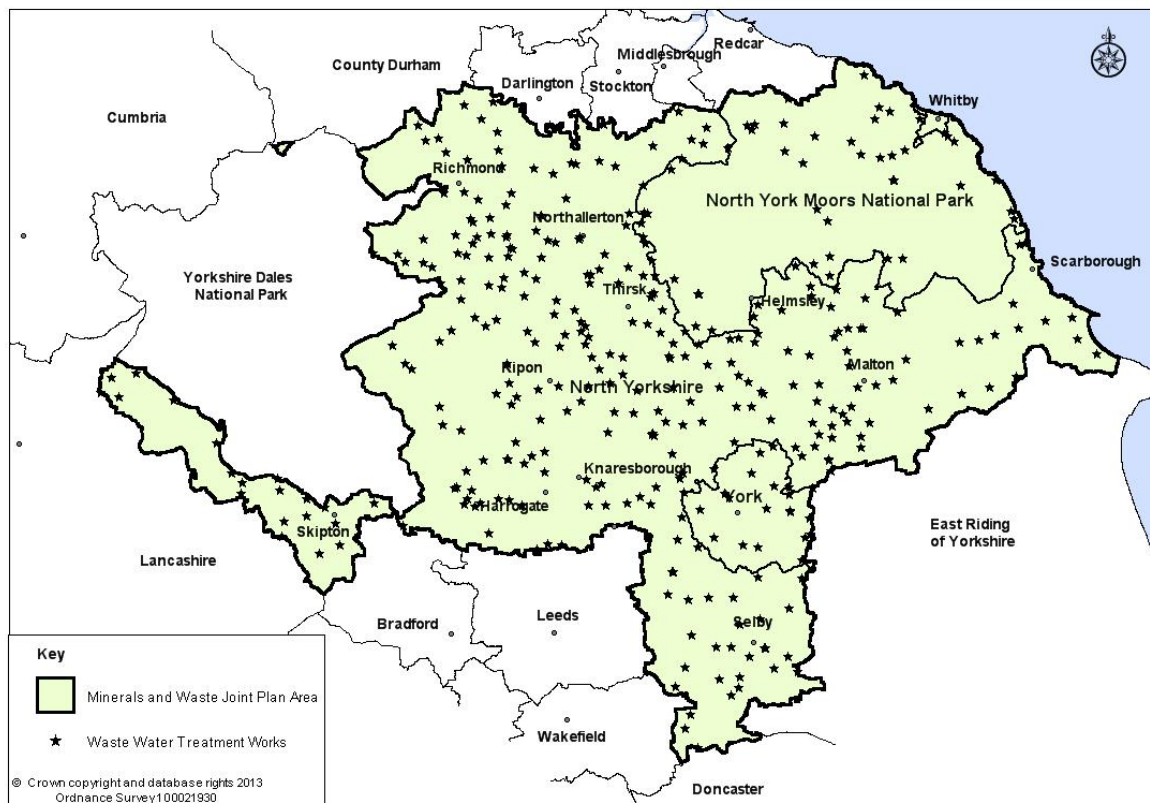 Redcar
Middlesbrough
County Durham
Darlington
Stockton
Whitby
Cumbria
Richmond
North York Moors National Park
Northallerton
Scarborough
Yorkshire Dales
National Park
Thirsk
Helmsley
Ripon
North Yorkshire
Malton
Knaresborough
York
Harrogate
Skipton
East Riding
of Yorkshire
Lancashire
Bradford
Leeds
Selby
Key
Minerals and Waste Joint Plan Area
Waste Water Treatment Works
Wakefield
© Crown copyright and database rights 2013
Ordnance Survey100021930
Doncaster